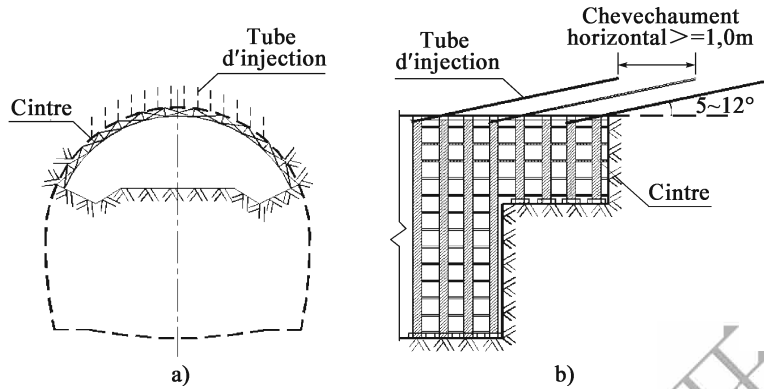 Tube
d'injection
Cintre
a)
Chevechaument
horizontal>=1,0m
Tube
d'injection
5~12°
Cintre
b)